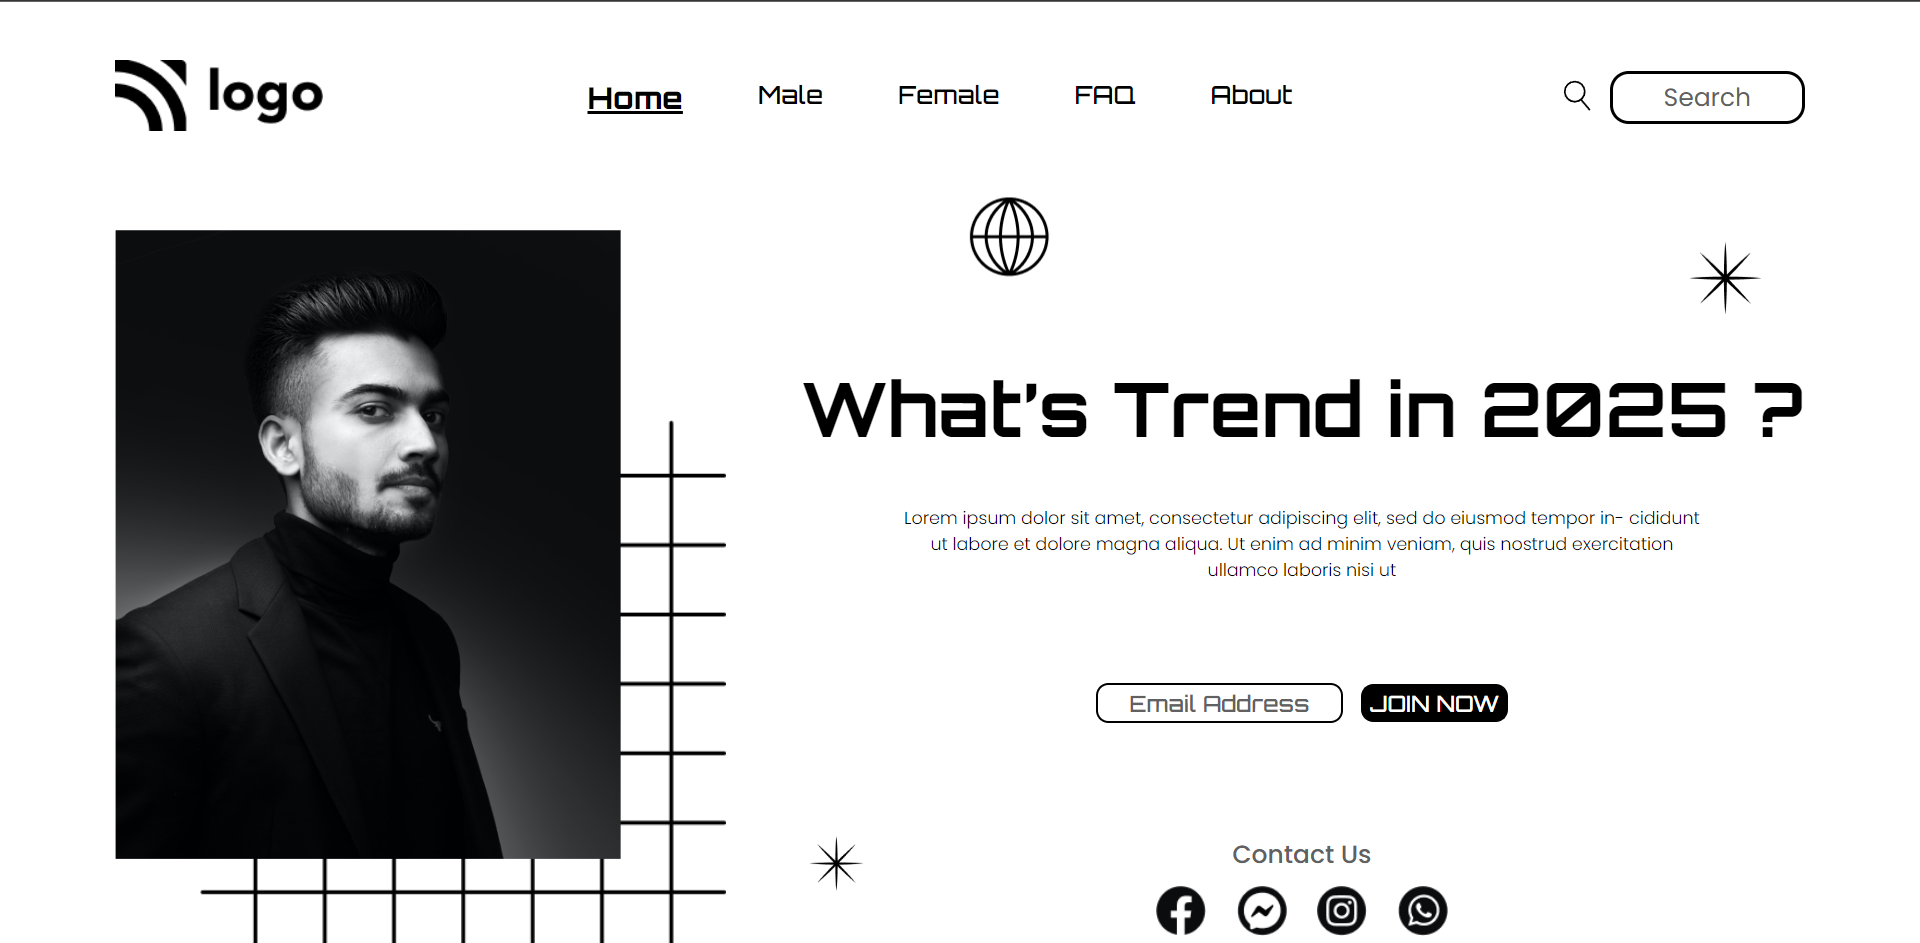 logo
Home Male Female FAQ About
Search
What's Trend in 2025 ?
Lorem ipsum dolor sit amet, consectetur adipiscing elit, sed do eiusmod tempor in- cididunt
ut labore et dolore magna aliqua. Ut enim ad minim veniam, quis nostrud exercitation
ullamco laboris nisi ut
Email Address JOIN NOW
Contact Us